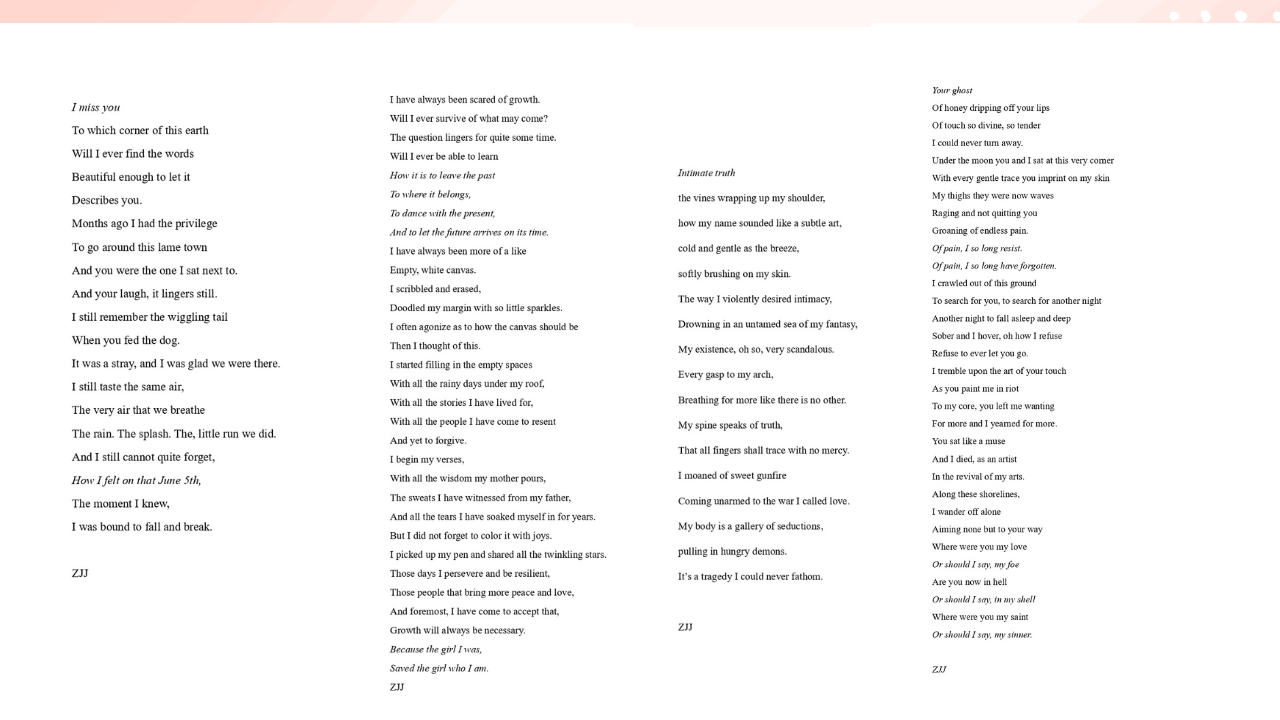 I miss you
To which corner of this earth
Will I ever find the words
Beautiful enough to let it
Describes you.
Months ago I had the privilege
To go around this lame town
And you were the one I sat next to.
And your laugh, it lingers still.
I still remember the wiggling tail
When you fed the dog.
It was a stray, and I was glad we were there.
I still taste the same air,
The very air that we breathe
The rain. The splash. The, little run we did.
And I still cannot quite forget,
How I felt on that June 5th,
The moment I knew,
I was bound to fall and break.
ZJJ
I have always been scared of growth.
Will I ever survive of what may come?
The question lingers for quite some time.
Will I ever be able to learn
How it is to leave the past
To where it belongs,
To dance with the present,
And to let the future arrives on its time.
I have always been more of a like
Empty, white canvas.
I scribbled and erased,
Doodled my margin with so little sparkles.
I often agonize as to how the canvas should be
Then I thought of this.
I started filling in the empty spaces
With all the rainy days under my roof,
With all the stories I have lived for,
With all the people I have come to resent
And yet to forgive.
I begin my verses,
With all the wisdom my mother pours,
The sweats I have witnessed from my father,
And all the tears I have soaked myself in for years.
But I did not forget to color it with joys.
I picked up my pen and shared all the twinkling stars.
Those days I persevere and be resilient,
Those people that bring more peace and love,
And foremost, I have come to accept that,
Growth will always be necessary.
Because the girl I was,
Saved the girl who I am.
ZJJ
Intimate truth
the vines wrapping up my shoulder,
how my name sounded like a subtle art,
cold and gentle as the breeze,
softly brushing on my skin.
The way I violently desired intimacy,
Drowning in an untamed sea of my fantasy,
My existence, oh so, very scandalous.
Every gasp to my arch,
Breathing for more like there is no other.
My spine speaks of truth,
That all fingers shall trace with no mercy.
I moaned of sweet gunfire
Coming unarmed to the war I called love.
My body is a gallery of seductions,
pulling in hungry demons.
It's a tragedy I could never fathom.
ZJJ
Your ghost
Of honey dripping off your lips
Of touch so divine, so tender
I could never turn away.
Under the moon you and I sat at this very corner
With every gentle trace you imprint on my skin
My thighs they were now waves
Raging and not quitting you
Groaning of endless pain.
Of pain, I so long resist.
Of pain, I so long have forgotten.
I crawled out of this ground
To search for you, to search for another night
Another night to fall asleep and deep
Sober and I hover, oh how I refuse
Refuse to ever let you go.
I tremble upon the art of your touch
As you paint me in riot
To my core, you left me wanting
For more and I yearned for more.
You sat like a muse
And I died, as an artist
In the revival of my arts.
Along these shorelines,
I wander off alone
Aiming none but to your way
Where were you my love
Or should I say, my foe
Are you now in hell
Or should I say, in my shell
Where were you my saint
Or should I say, my sinner.
ZJJ